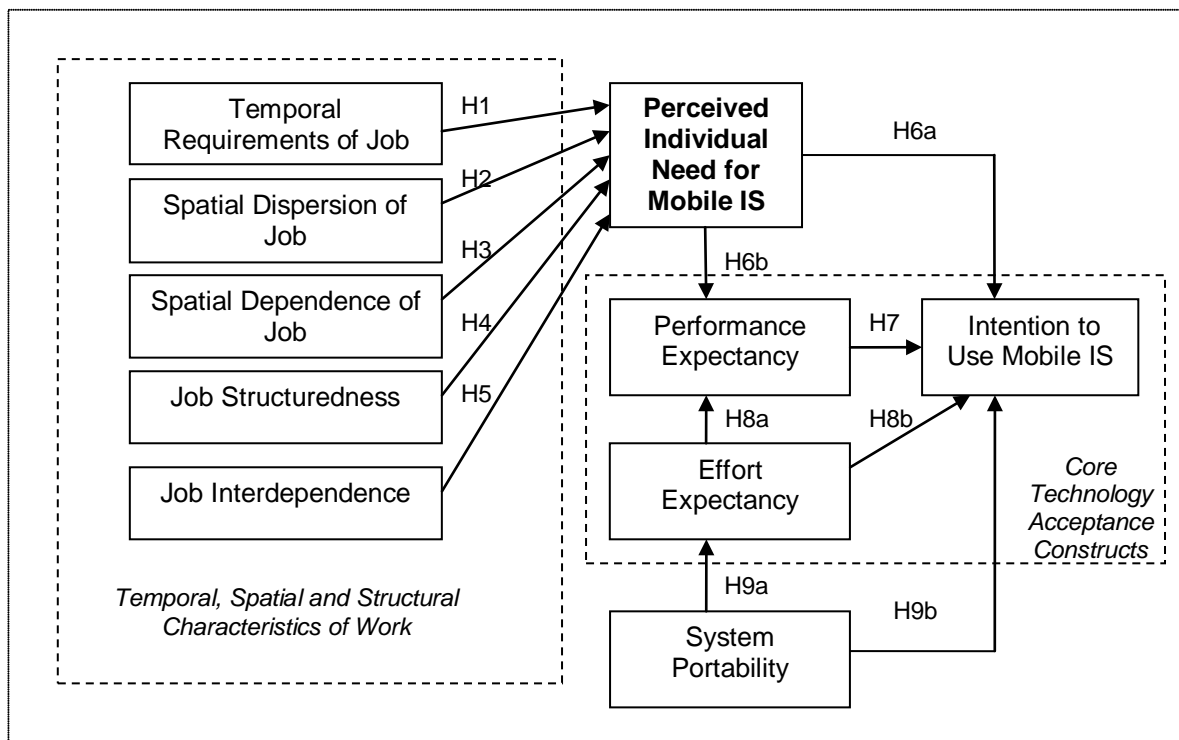 Temporal
Requirements of Job
H1
Spatial Dispersion of
Job
H2
Spatial Dependence of
Job
H3
Job Structuredness
H4
Job Interdependence
H5
Temporal, Spatial and Structural
Characteristics of Work
Perceived
Individual
Need for
Mobile IS
H6a
H6b
Performance
Expectancy
H7
Intention to
Use Mobile IS
H8a
H8b
Effort
Expectancy
Core
Technology
Acceptance
Constructs
H9a
H9b
System
Portability